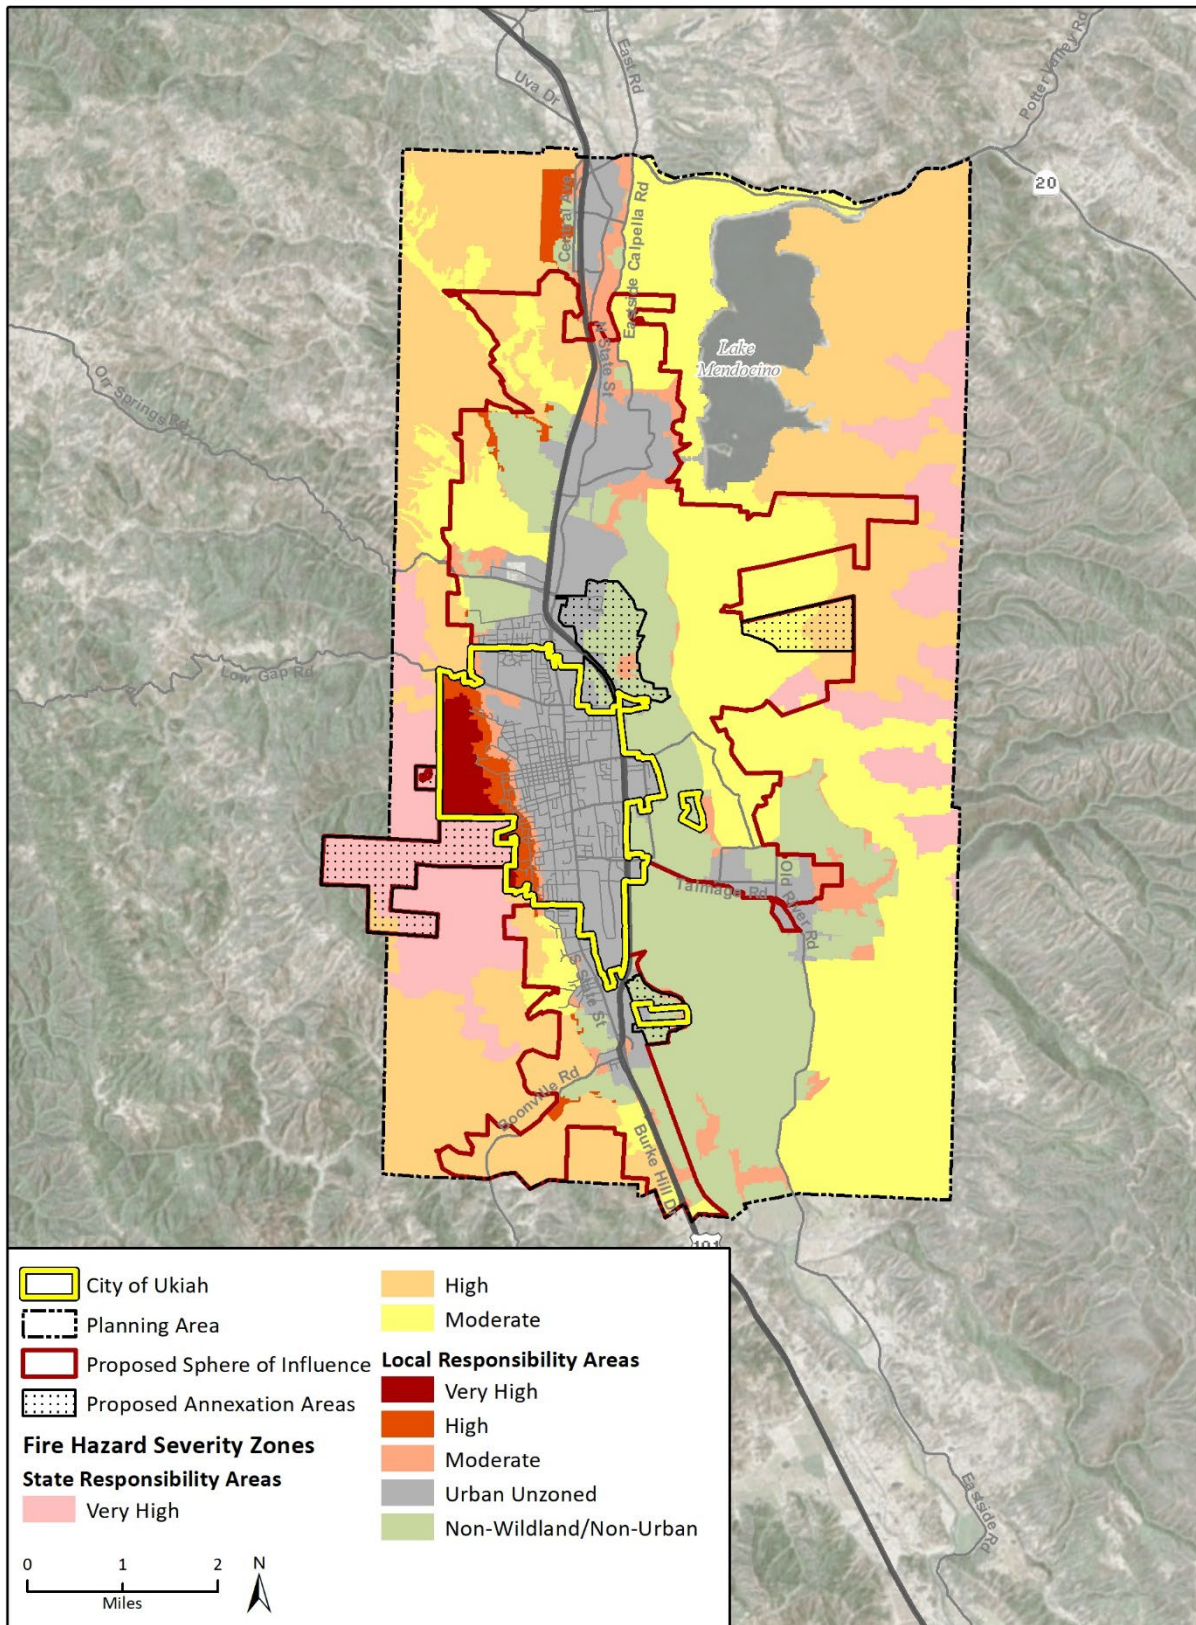 Uva Dr
East Rd
Potter Valley Rd
20
Central Ave
Eastside Calpella Rd
N State St
Lake
Mendocino
Orr Springs Rd
Low Gap Rd
Talmage Rd
Old River Rd
S State St
Boonville Rd
Burke Hill Dr
101
Eastside Rd
City of Ukiah
Planning Area
Proposed Sphere of Influence
Proposed Annexation Areas
Fire Hazard Severity Zones
State Responsibility Areas
Very High
High
Moderate
Local Responsibility Areas
Very High
High
Moderate
Urban Unzoned
Non-Wildland/Non-Urban
0 1 2
Miles
N